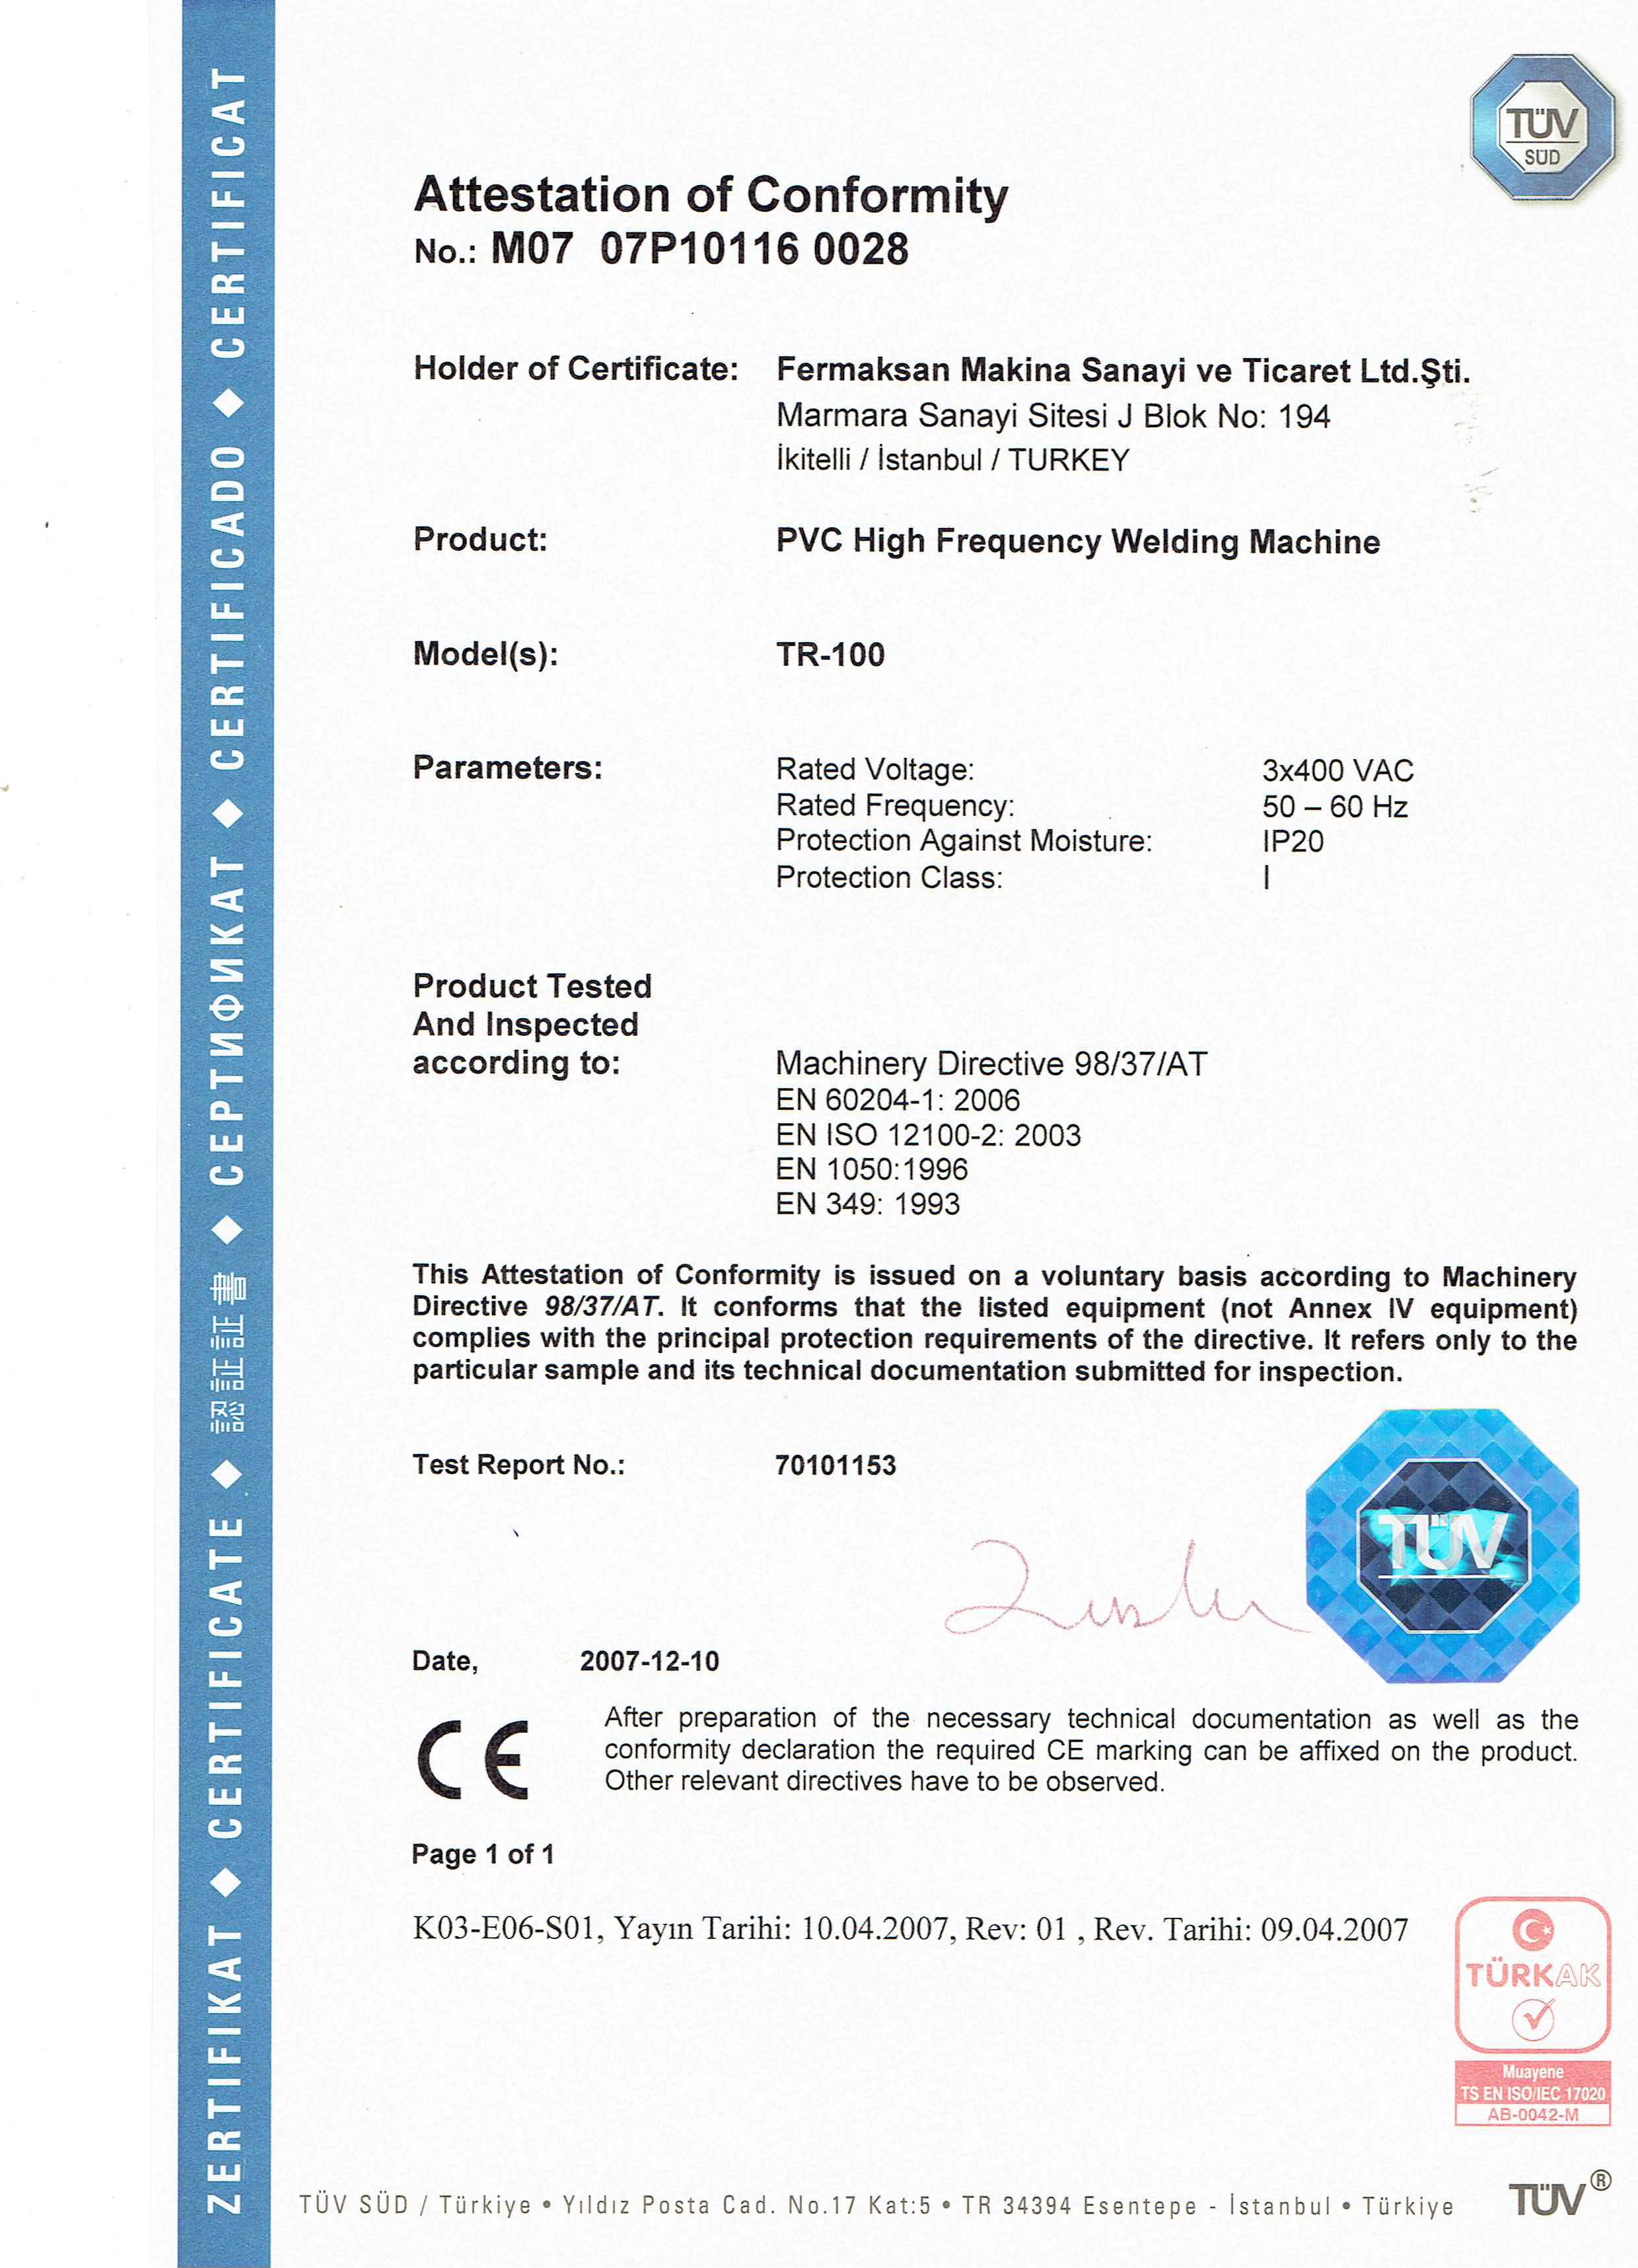 ZERTIFIKAT ◆ CERTIFICATE ◆ 認証証書 ◆ СЕРТИФИКАТ ◆ CERTIFICADO ◆ CERTIFICAT
TÜV
SÜD
Attestation of Conformity
No.: M07 07P10116 0028
Holder of Certificate: Fermaksan Makina Sanayi ve Ticaret Ltd.Şti.
Marmara Sanayi Sitesi J Blok No: 194
İkitelli / İstanbul / TURKEY
Product: PVC High Frequency Welding Machine
Model(s): TR-100
Parameters: Rated Voltage: 3x400 VAC
Rated Frequency: 50 – 60 Hz
Protection Against Moisture: IP20
Protection Class: I
Product Tested
And Inspected
according to: Machinery Directive 98/37/AT
EN 60204-1: 2006
EN ISO 12100-2: 2003
EN 1050:1996
EN 349: 1993
This Attestation of Conformity is issued on a voluntary basis according to Machinery
Directive 98/37/AT. It conforms that the listed equipment (not Annex IV equipment)
complies with the principal protection requirements of the directive. It refers only to the
particular sample and its technical documentation submitted for inspection.
Test Report No.: 70101153
TÜV
Date, 2007-12-10
CE
After preparation of the necessary technical documentation as well as the
conformity declaration the required CE marking can be affixed on the product.
Other relevant directives have to be observed.
Page 1 of 1
K03-E06-S01, Yayın Tarihi: 10.04.2007, Rev: 01 , Rev. Tarihi: 09.04.2007
TÜRKAK
Muayene
TS EN ISO/IEC 17020
AB-0042-M
TÜV SÜD / Türkiye • Yıldız Posta Cad. No.17 Kat:5 • TR 34394 Esentepe - İstanbul • Türkiye
TÜV®